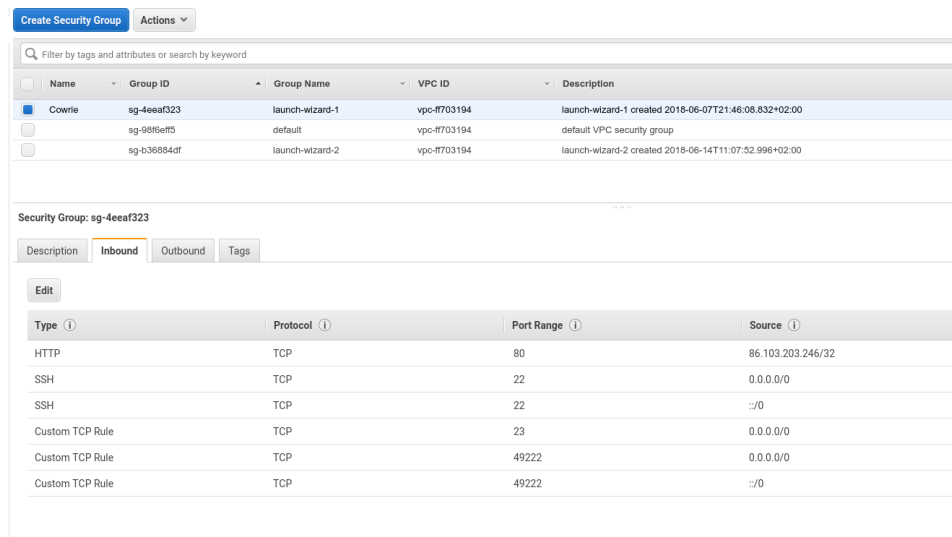 Create Security Group Actions
Filter by tags and attributes or search by keyword
Name Group ID Group Name VPC ID Description
Cowrie sg-4eeaf323 launch-wizard-1 vpc-ff703194 launch-wizard-1 created 2018-06-07T21:46:08.832+02:00
sg-98f6eff5 default vpc-ff703194 default VPC security group
sg-b36884df launch-wizard-2 vpc-ff703194 launch-wizard-2 created 2018-06-14T11:07:52.996+02:00
Security Group: sg-4eeaf323
Description Inbound Outbound Tags
Edit
Type Protocol Port Range Source
HTTP TCP 80 86.103.203.246/32
SSH TCP 22 0.0.0.0/0
SSH TCP 22 ::/0
Custom TCP Rule TCP 23 0.0.0.0/0
Custom TCP Rule TCP 49222 0.0.0.0/0
Custom TCP Rule TCP 49222 ::/0